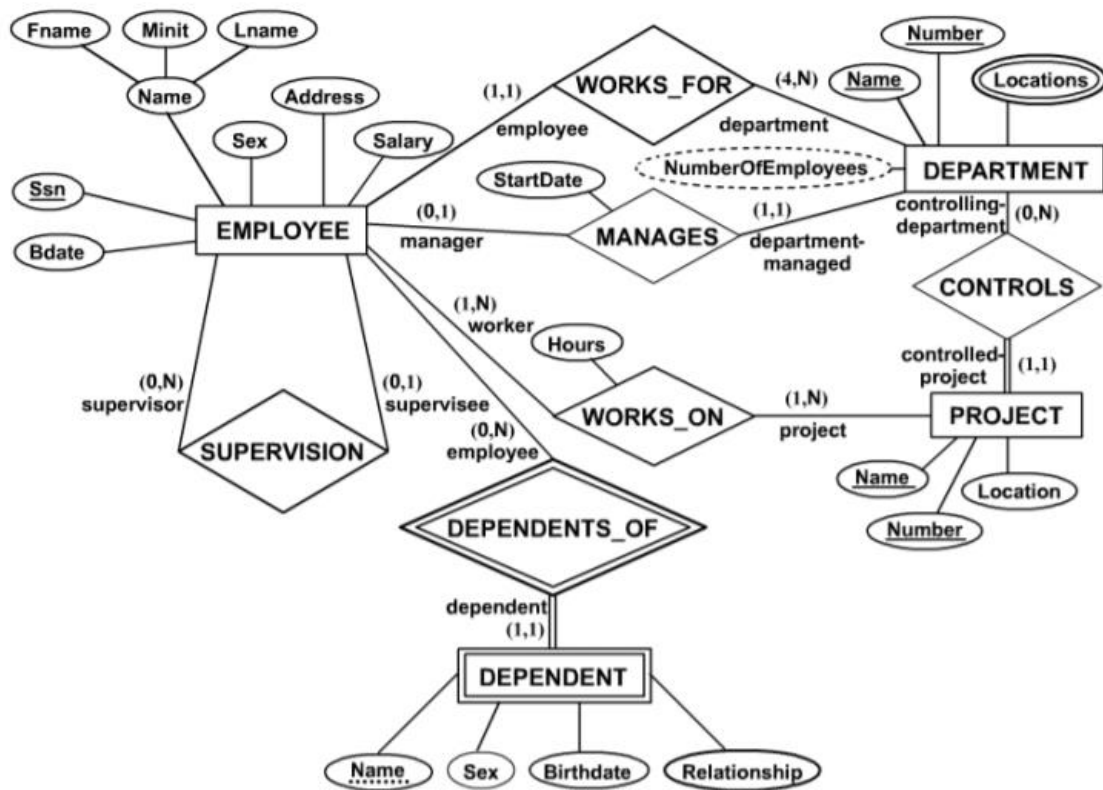 Fname
Minit
Lname
Number
Name
Address
(1,1)
WORKS_FOR
(4,N)
Name
Locations
Sex
Salary
employee
department
Ssn
StartDate
NumberOfEmployees
DEPARTMENT
EMPLOYEE
(0,1)
manager
MANAGES
(1,1)
department-
managed
controlling-
department
(0,N)
Bdate
CONTROLS
(1,N)
worker
Hours
controlled-
project
(1,1)
(0,N)
supervisor
(0,1)
supervisee
WORKS_ON
(1,N)
project
PROJECT
SUPERVISION
(0,N)
employee
Name
Location
Number
DEPENDENTS_OF
dependent
(1,1)
DEPENDENT
Name
Sex
Birthdate
Relationship